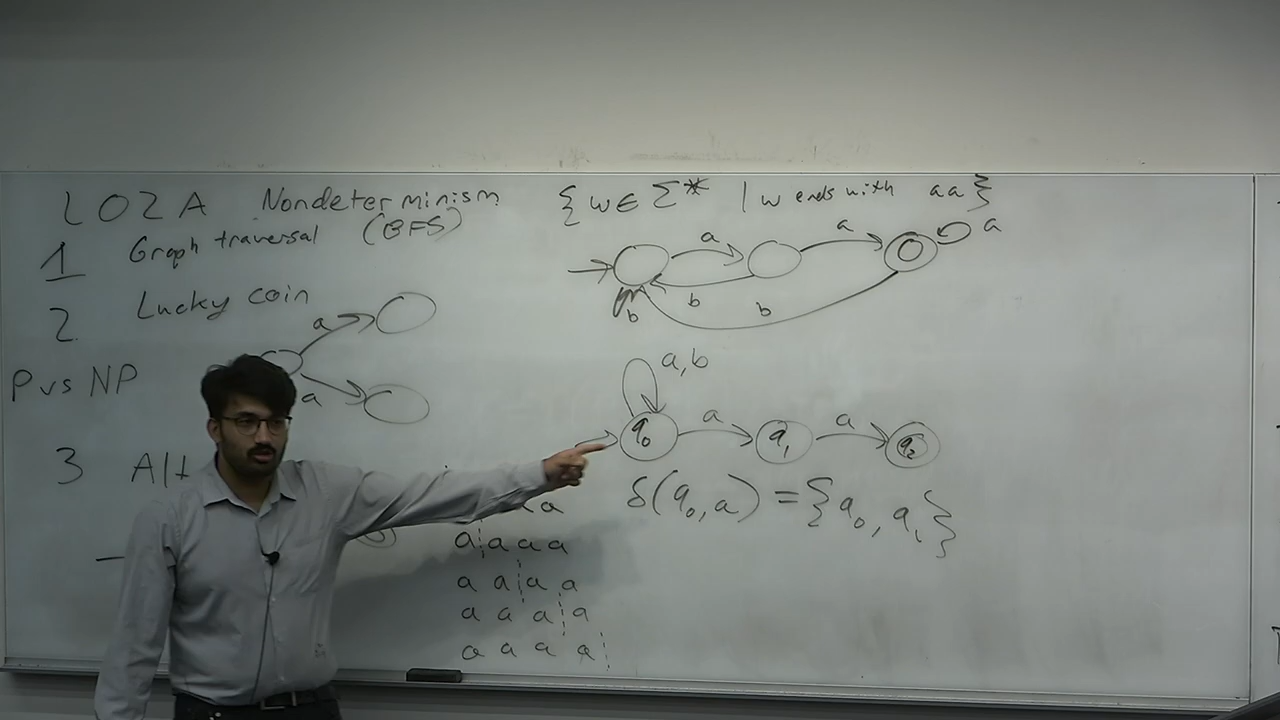 L02A Nondeterminism
1 Graph traversal (BFS)
2. Lucky coin
a
a
P vs NP
3 Alt
a
a a a a
a a a a
a a a a
a a a a
{w ∈ Σ* | w ends with aa}
a a a
b b b
a,b
q₀ a q₁ a q₂
δ(q₀, a) = {q₀, q₁}